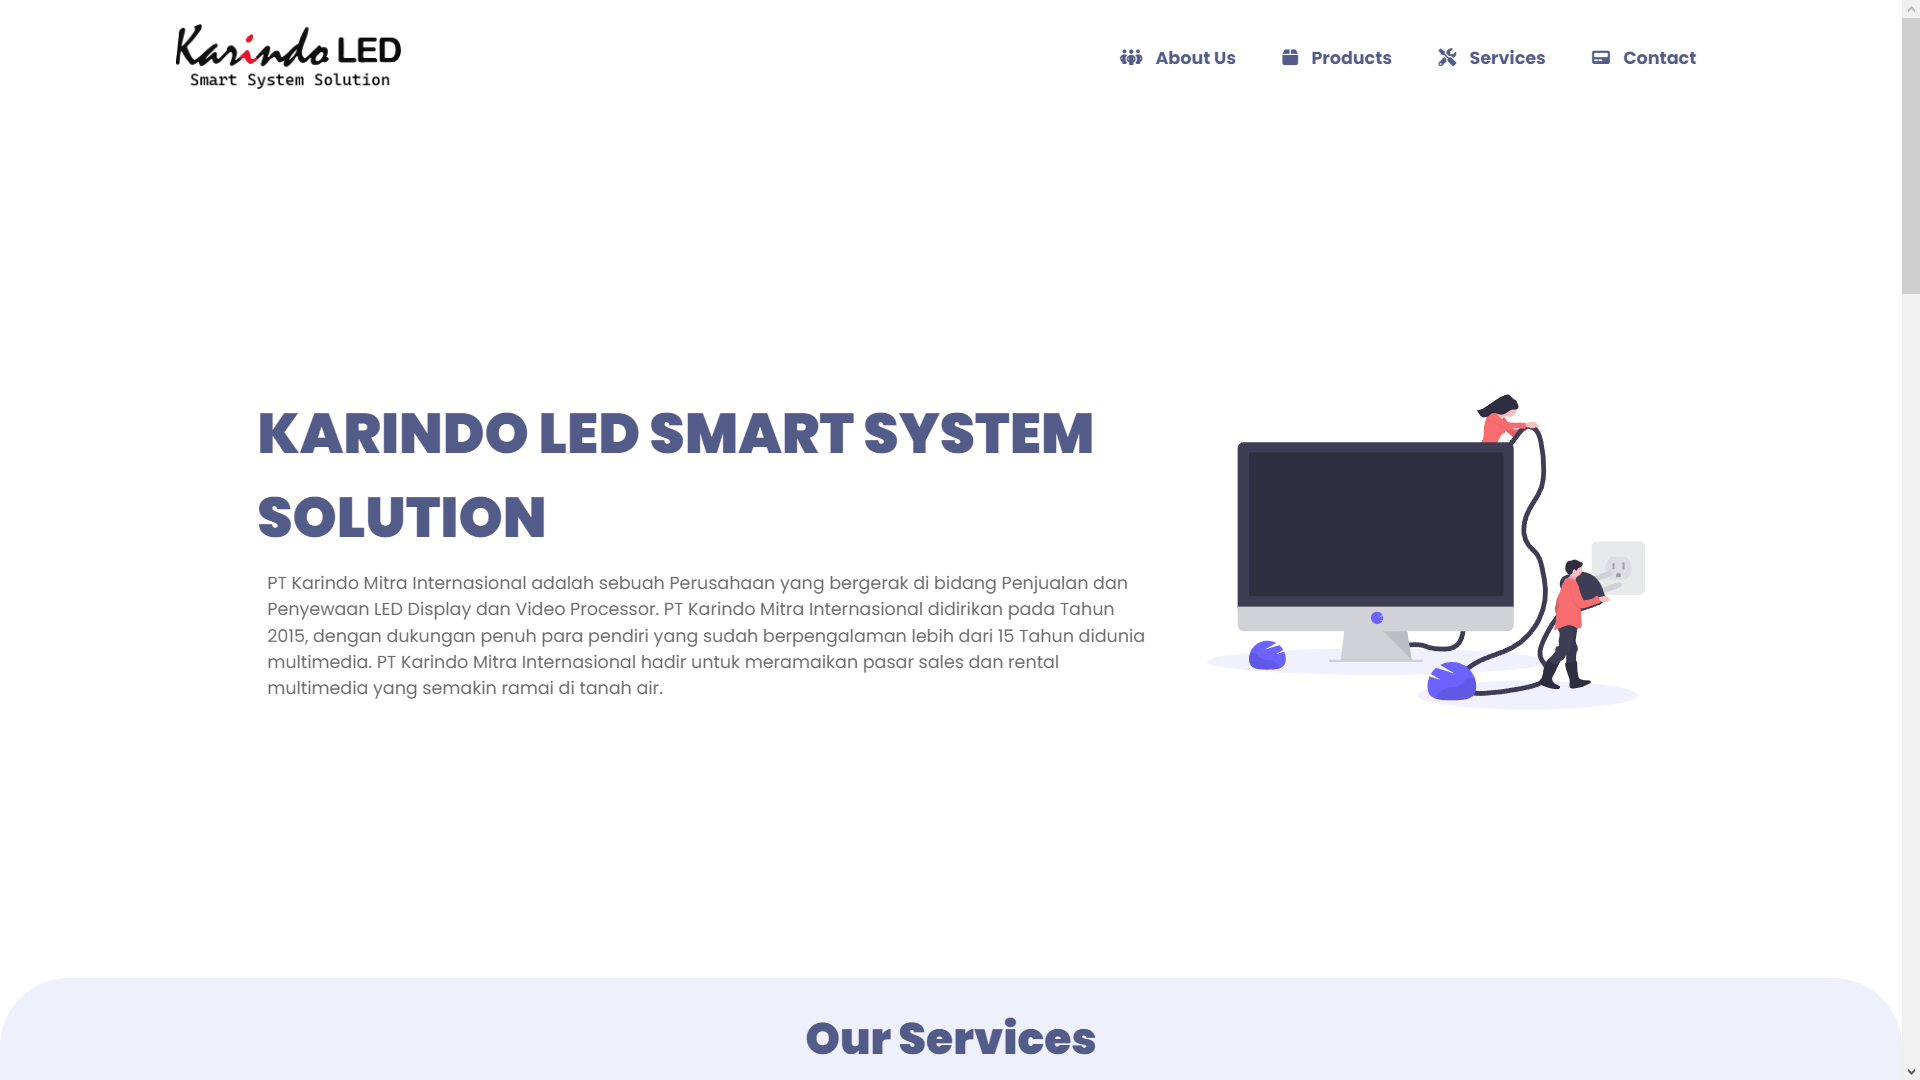 Karindo LED
Smart System Solution
About Us
Products
Services
Contact
KARINDO LED SMART SYSTEM
SOLUTION
PT Karindo Mitra Internasional adalah sebuah Perusahaan yang bergerak di bidang Penjualan dan
Penyewaan LED Display dan Video Processor. PT Karindo Mitra Internasional didirikan pada Tahun
2015, dengan dukungan penuh para pendiri yang sudah berpengalaman lebih dari 15 Tahun didunia
multimedia. PT Karindo Mitra Internasional hadir untuk meramaikan pasar sales dan rental
multimedia yang semakin ramai di tanah air.
Our Services